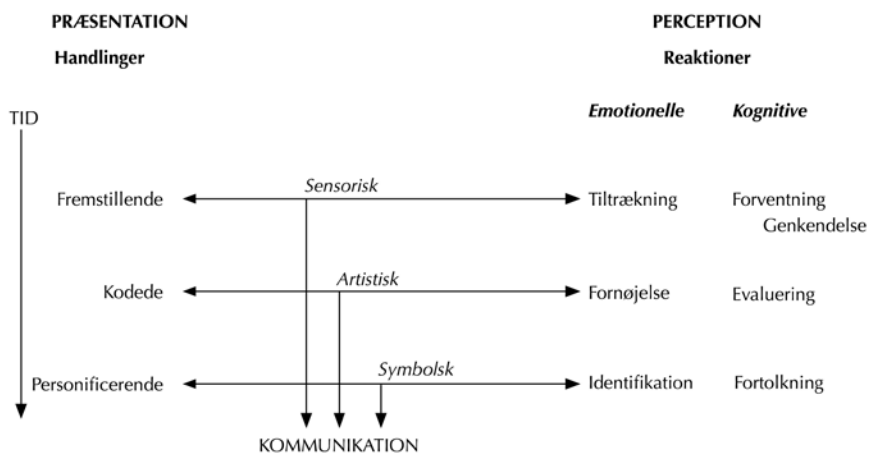 PRÆSENTATION PERCEPTION
Handlinger Reaktioner
Emotionelle Kognitive
TID
Sensorisk
Fremstillende Tiltrækning Forventning
Genkendelse
Artistisk
Kodede Fornøjelse Evaluering
Symbolsk
Personificerende Identifikation Fortolkning
KOMMUNIKATION